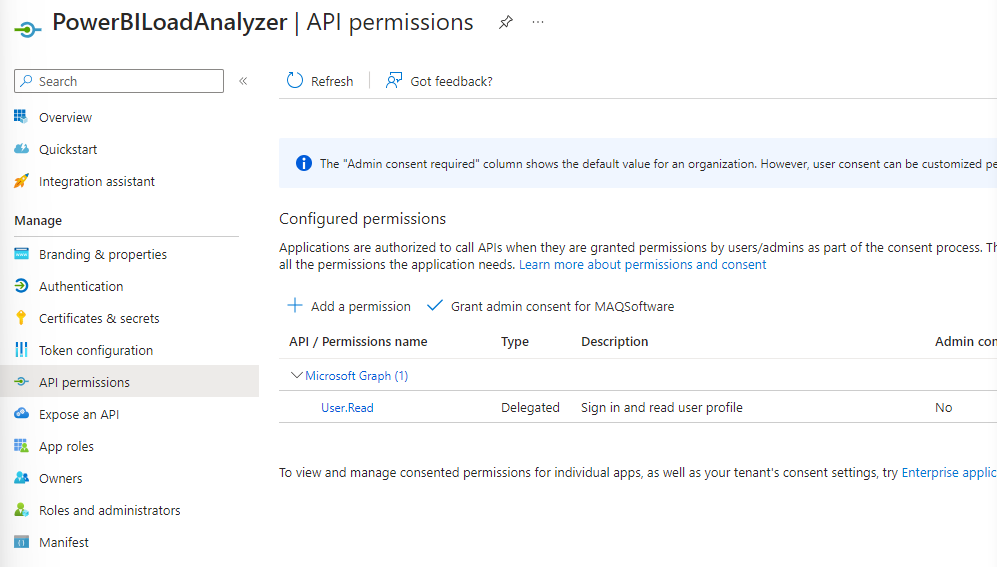 PowerBILoadAnalyzer | API permissions
Search
Refresh
Got feedback?
Overview
Quickstart
Integration assistant
Manage
Branding & properties
Authentication
Certificates & secrets
Token configuration
API permissions
Expose an API
App roles
Owners
Roles and administrators
Manifest
The "Admin consent required" column shows the default value for an organization. However, user consent can be customized pe
Configured permissions
Applications are authorized to call APIs when they are granted permissions by users/admins as part of the consent process. Th
all the permissions the application needs. Learn more about permissions and consent
Add a permission
Grant admin consent for MAQSoftware
API / Permissions name Type Description Admin con
Microsoft Graph (1)
User.Read Delegated Sign in and read user profile No
To view and manage consented permissions for individual apps, as well as your tenant's consent settings, try Enterprise applic